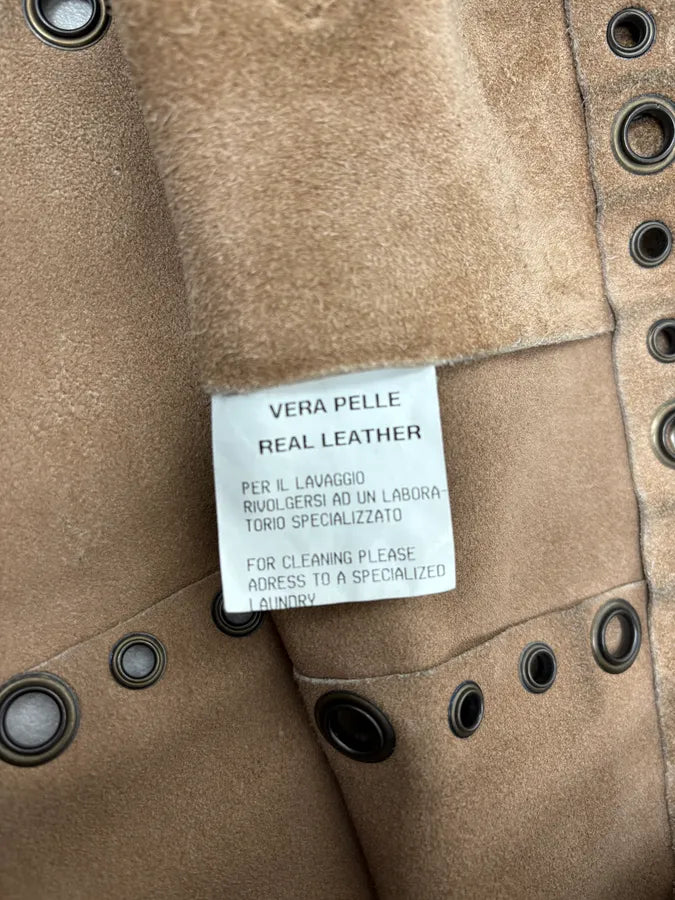 VERA PELLE
REAL LEATHER
PER IL LAVAGGIO
RIVOLGERSI AD UN LABORA-
TORIO SPECIALIZZATO
FOR CLEANING PLEASE
ADRESS TO A SPECIALIZED
LAUNDRY